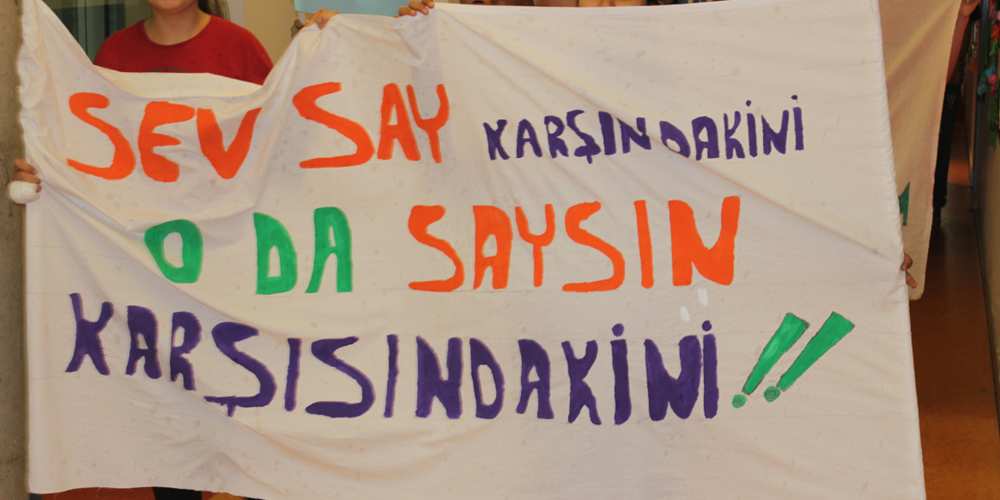 SEV SAY KARŞINDAKİNİ
O DA SAYSIN
KARŞISINDAKİNİ!!